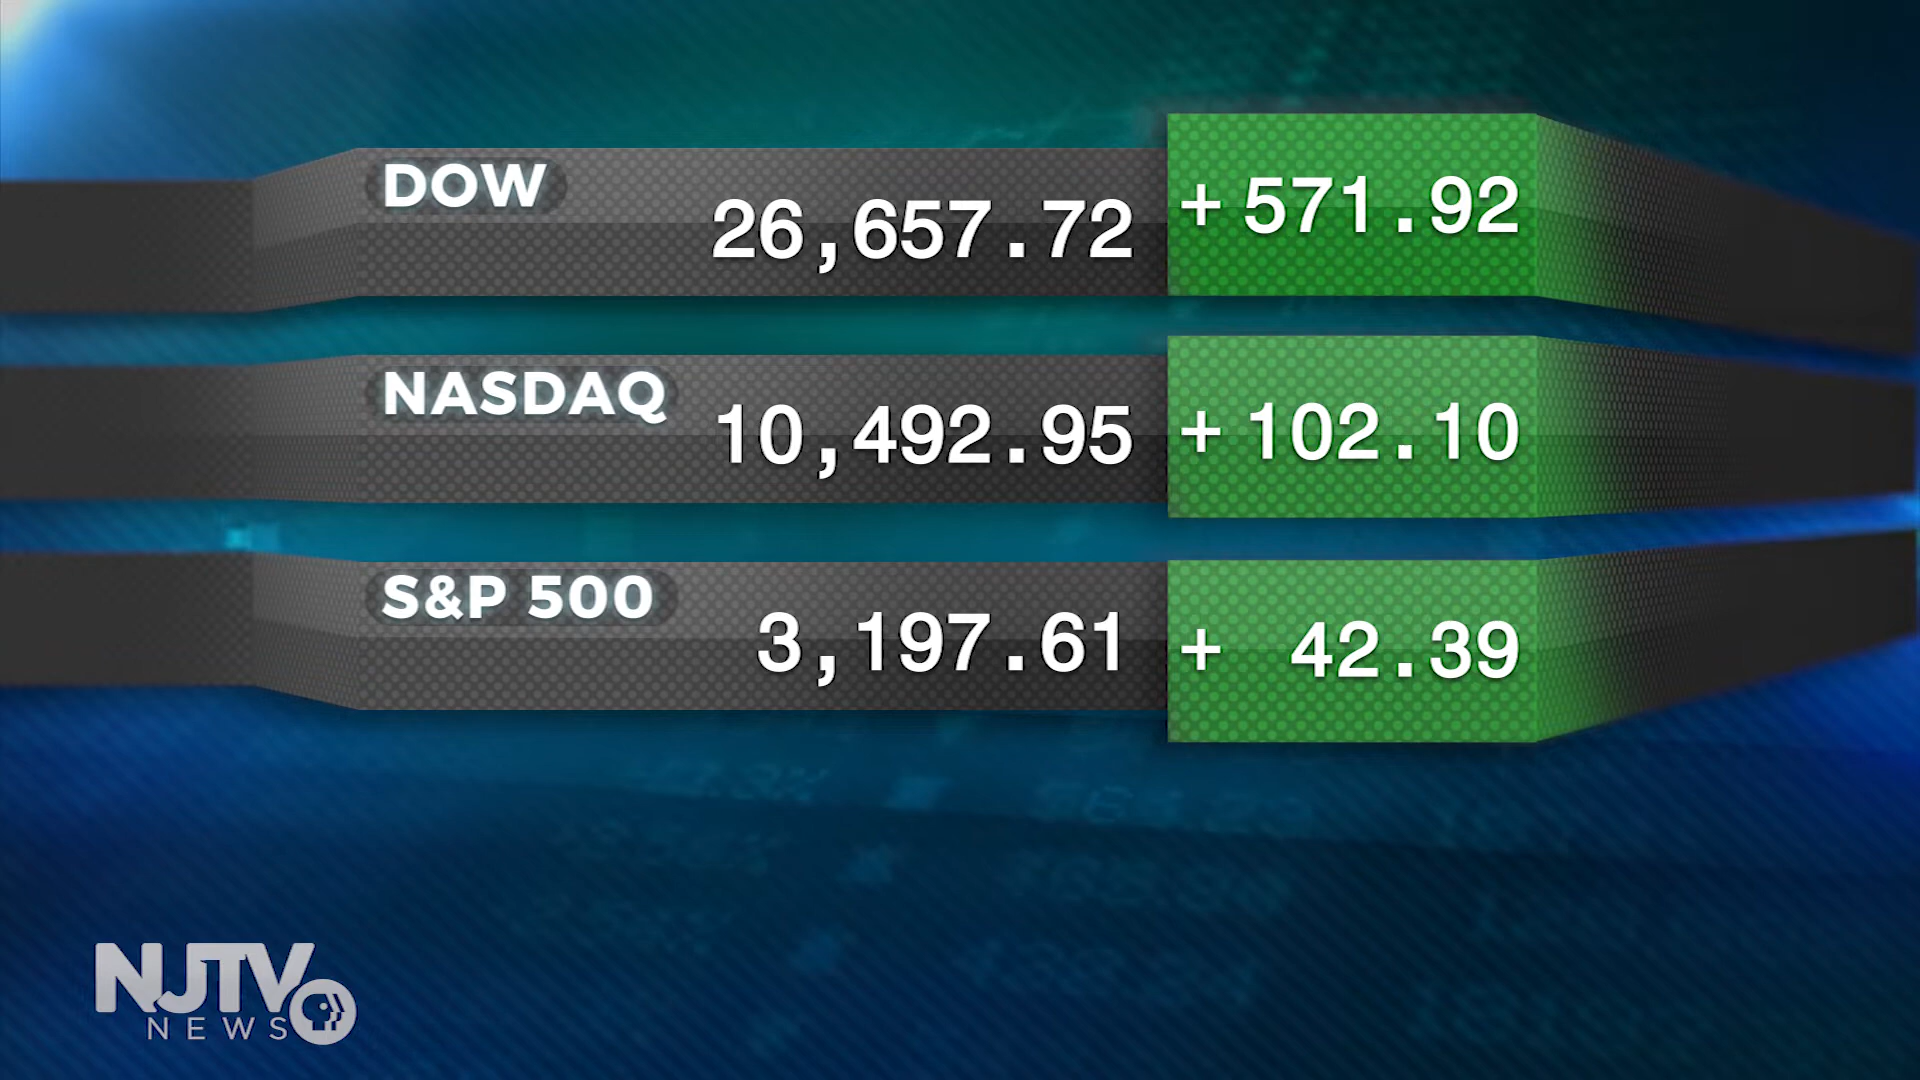 DOW 26,657.72 + 571.92
NASDAQ 10,492.95 + 102.10
S&P 500 3,197.61 + 42.39
NJTV
NEWS